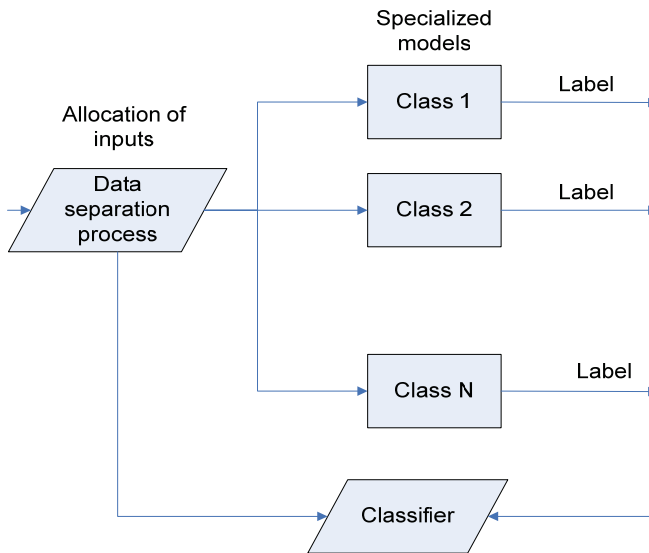 Specialized
models
Class 1
Label
Allocation of
inputs
Data
separation
process
Class 2
Label
Class N
Label
Classifier